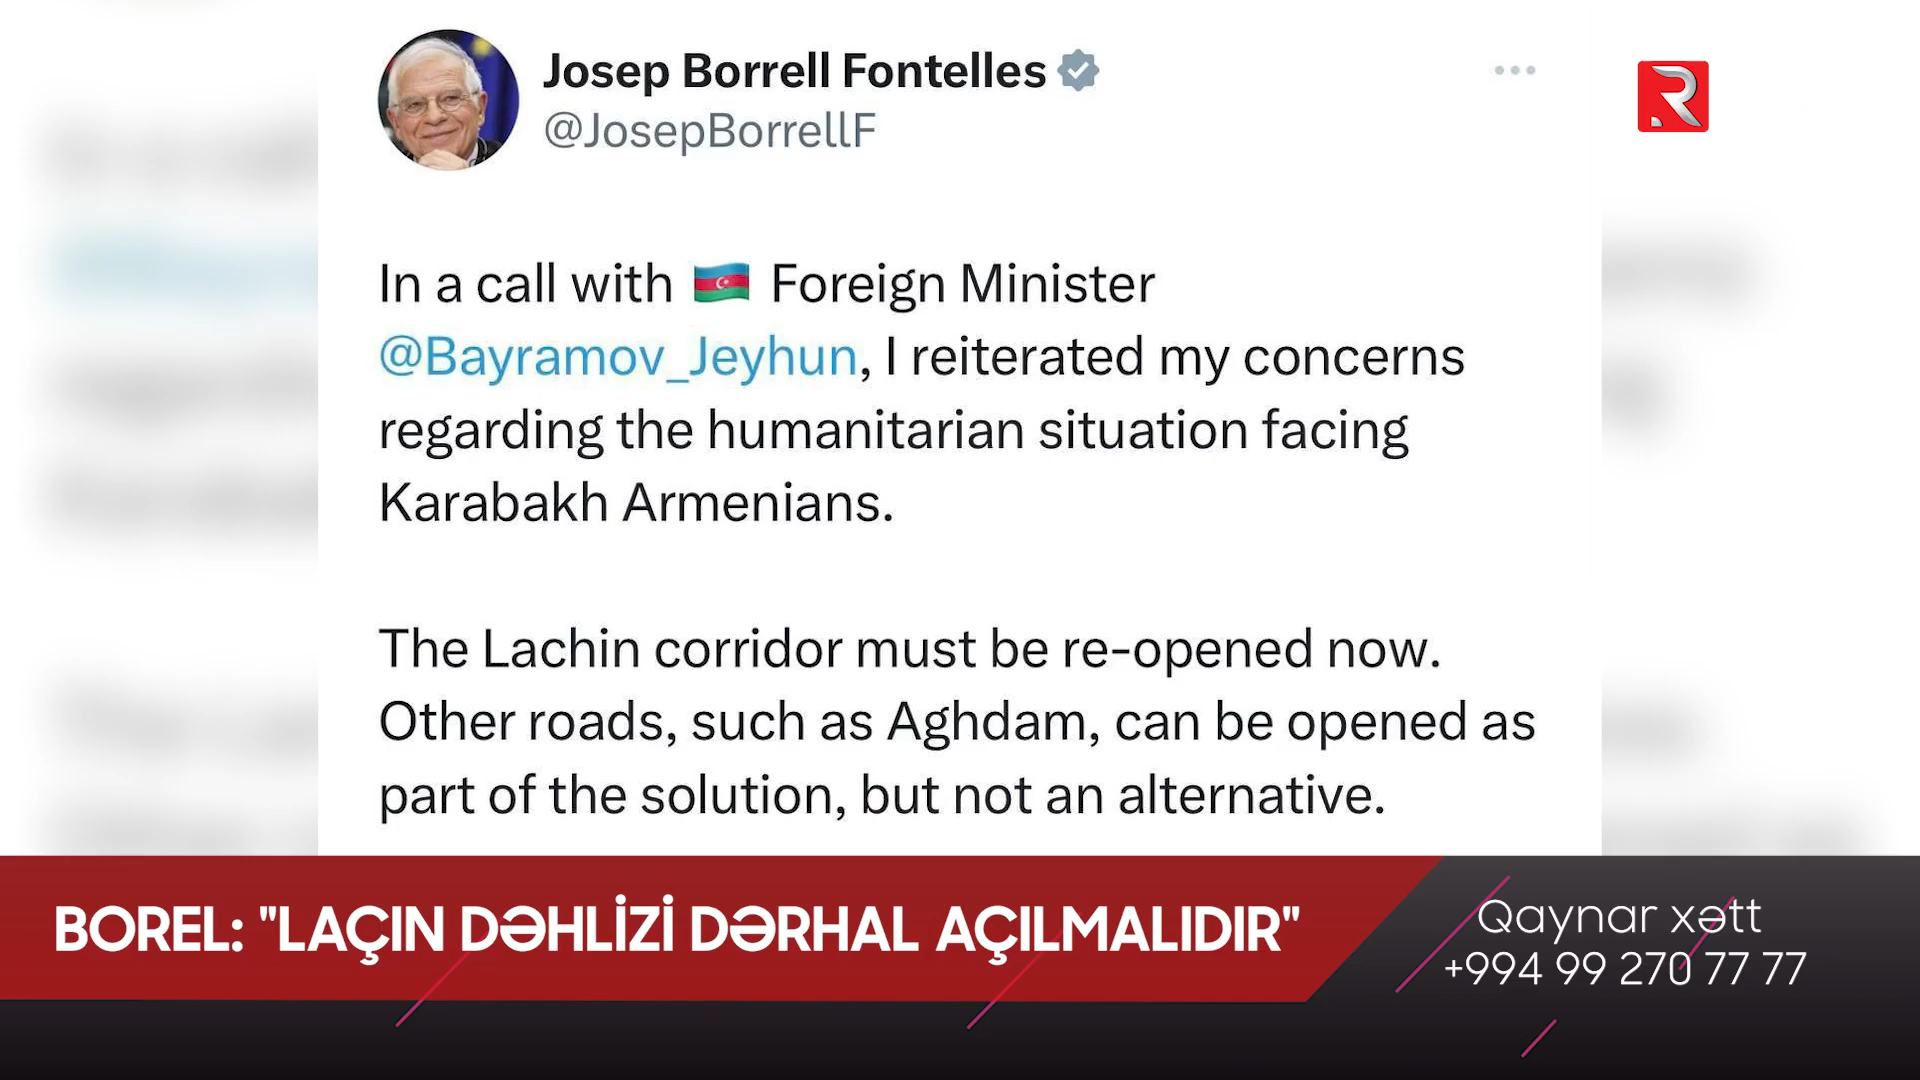 Josep Borrell Fontelles
@JosepBorrellF
In a call with 🇦🇿 Foreign Minister
@Bayramov_Jeyhun, I reiterated my concerns
regarding the humanitarian situation facing
Karabakh Armenians.
The Lachin corridor must be re-opened now.
Other roads, such as Aghdam, can be opened as
part of the solution, but not an alternative.
R
BOREL: "LAÇIN DƏHLİZİ DƏRHAL AÇILMALIDIR"
Qaynar xətt
+994 99 270 77 77